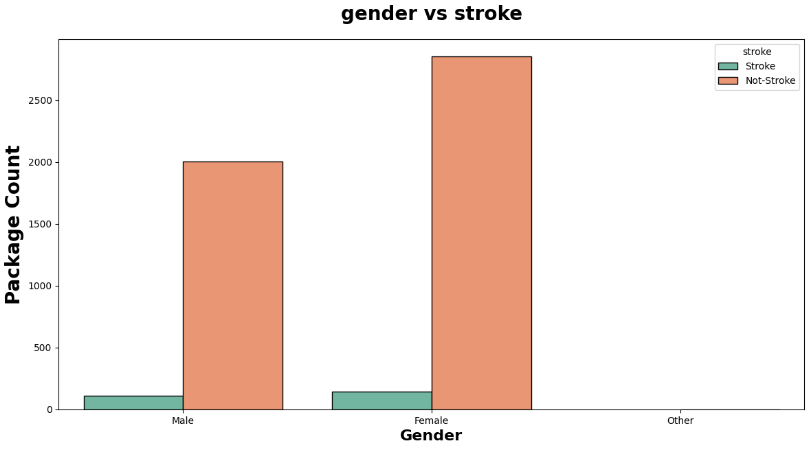 gender vs stroke
stroke
Stroke
Not-Stroke
Package Count
2500
2000
1500
1000
500
0
Male
Female
Other
Gender